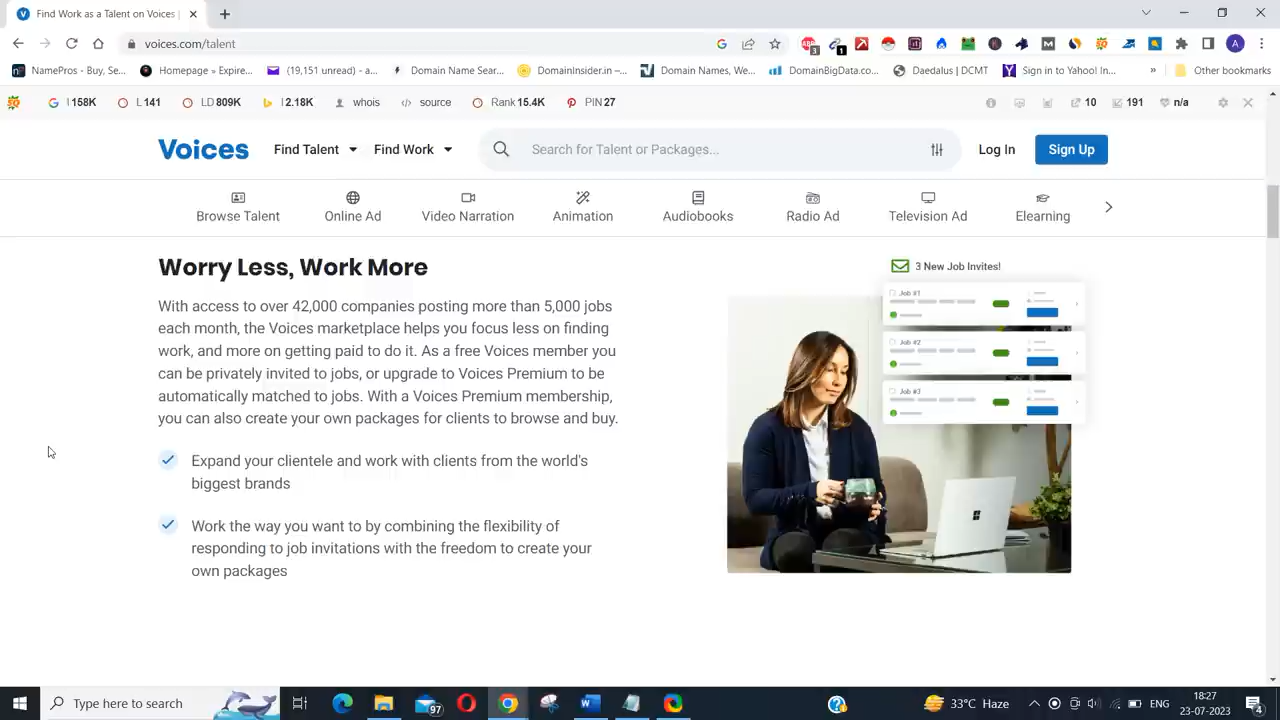 Find Work as a Talent on Voices |
voices.com/talent
3
1
NamePros - Buy, Se...
Homepage » Expire...
(19,151 unread) - a...
Domain Name Sear...
DomainInsider.in –...
Domain Names, We...
DomainBigData.co...
Daedalus | DCMT
Sign in to Yahoo! In...
»
Other bookmarks
I 158K
L 141
LD 809K
I 2.18K
whois
source
Rank 15.4K
PIN 27
10
191
n/a
Voices
Find Talent
Find Work
Search for Talent or Packages...
Log In
Sign Up
Browse Talent
Online Ad
Video Narration
Animation
Audiobooks
Radio Ad
Television Ad
Elearning
Worry Less, Work More
With access to over 42,000 companies posting more than 5,000 jobs
each month, the Voices marketplace helps you focus less on finding
work, and more on getting paid to do it. As a free Voices member you
can be privately invited to jobs or upgrade to Voices Premium to be
automatically matched to jobs. With a Voices Premium membership
you can also create your own packages for clients to browse and buy.
Expand your clientele and work with clients from the world's
biggest brands
Work the way you want to by combining the flexibility of
responding to job invitations with the freedom to create your
own packages
3 New Job Invites!
Job #1
Job #2
Job #3
Type here to search
97
33°C Haze
ENG
18:27
23-07-2023
4